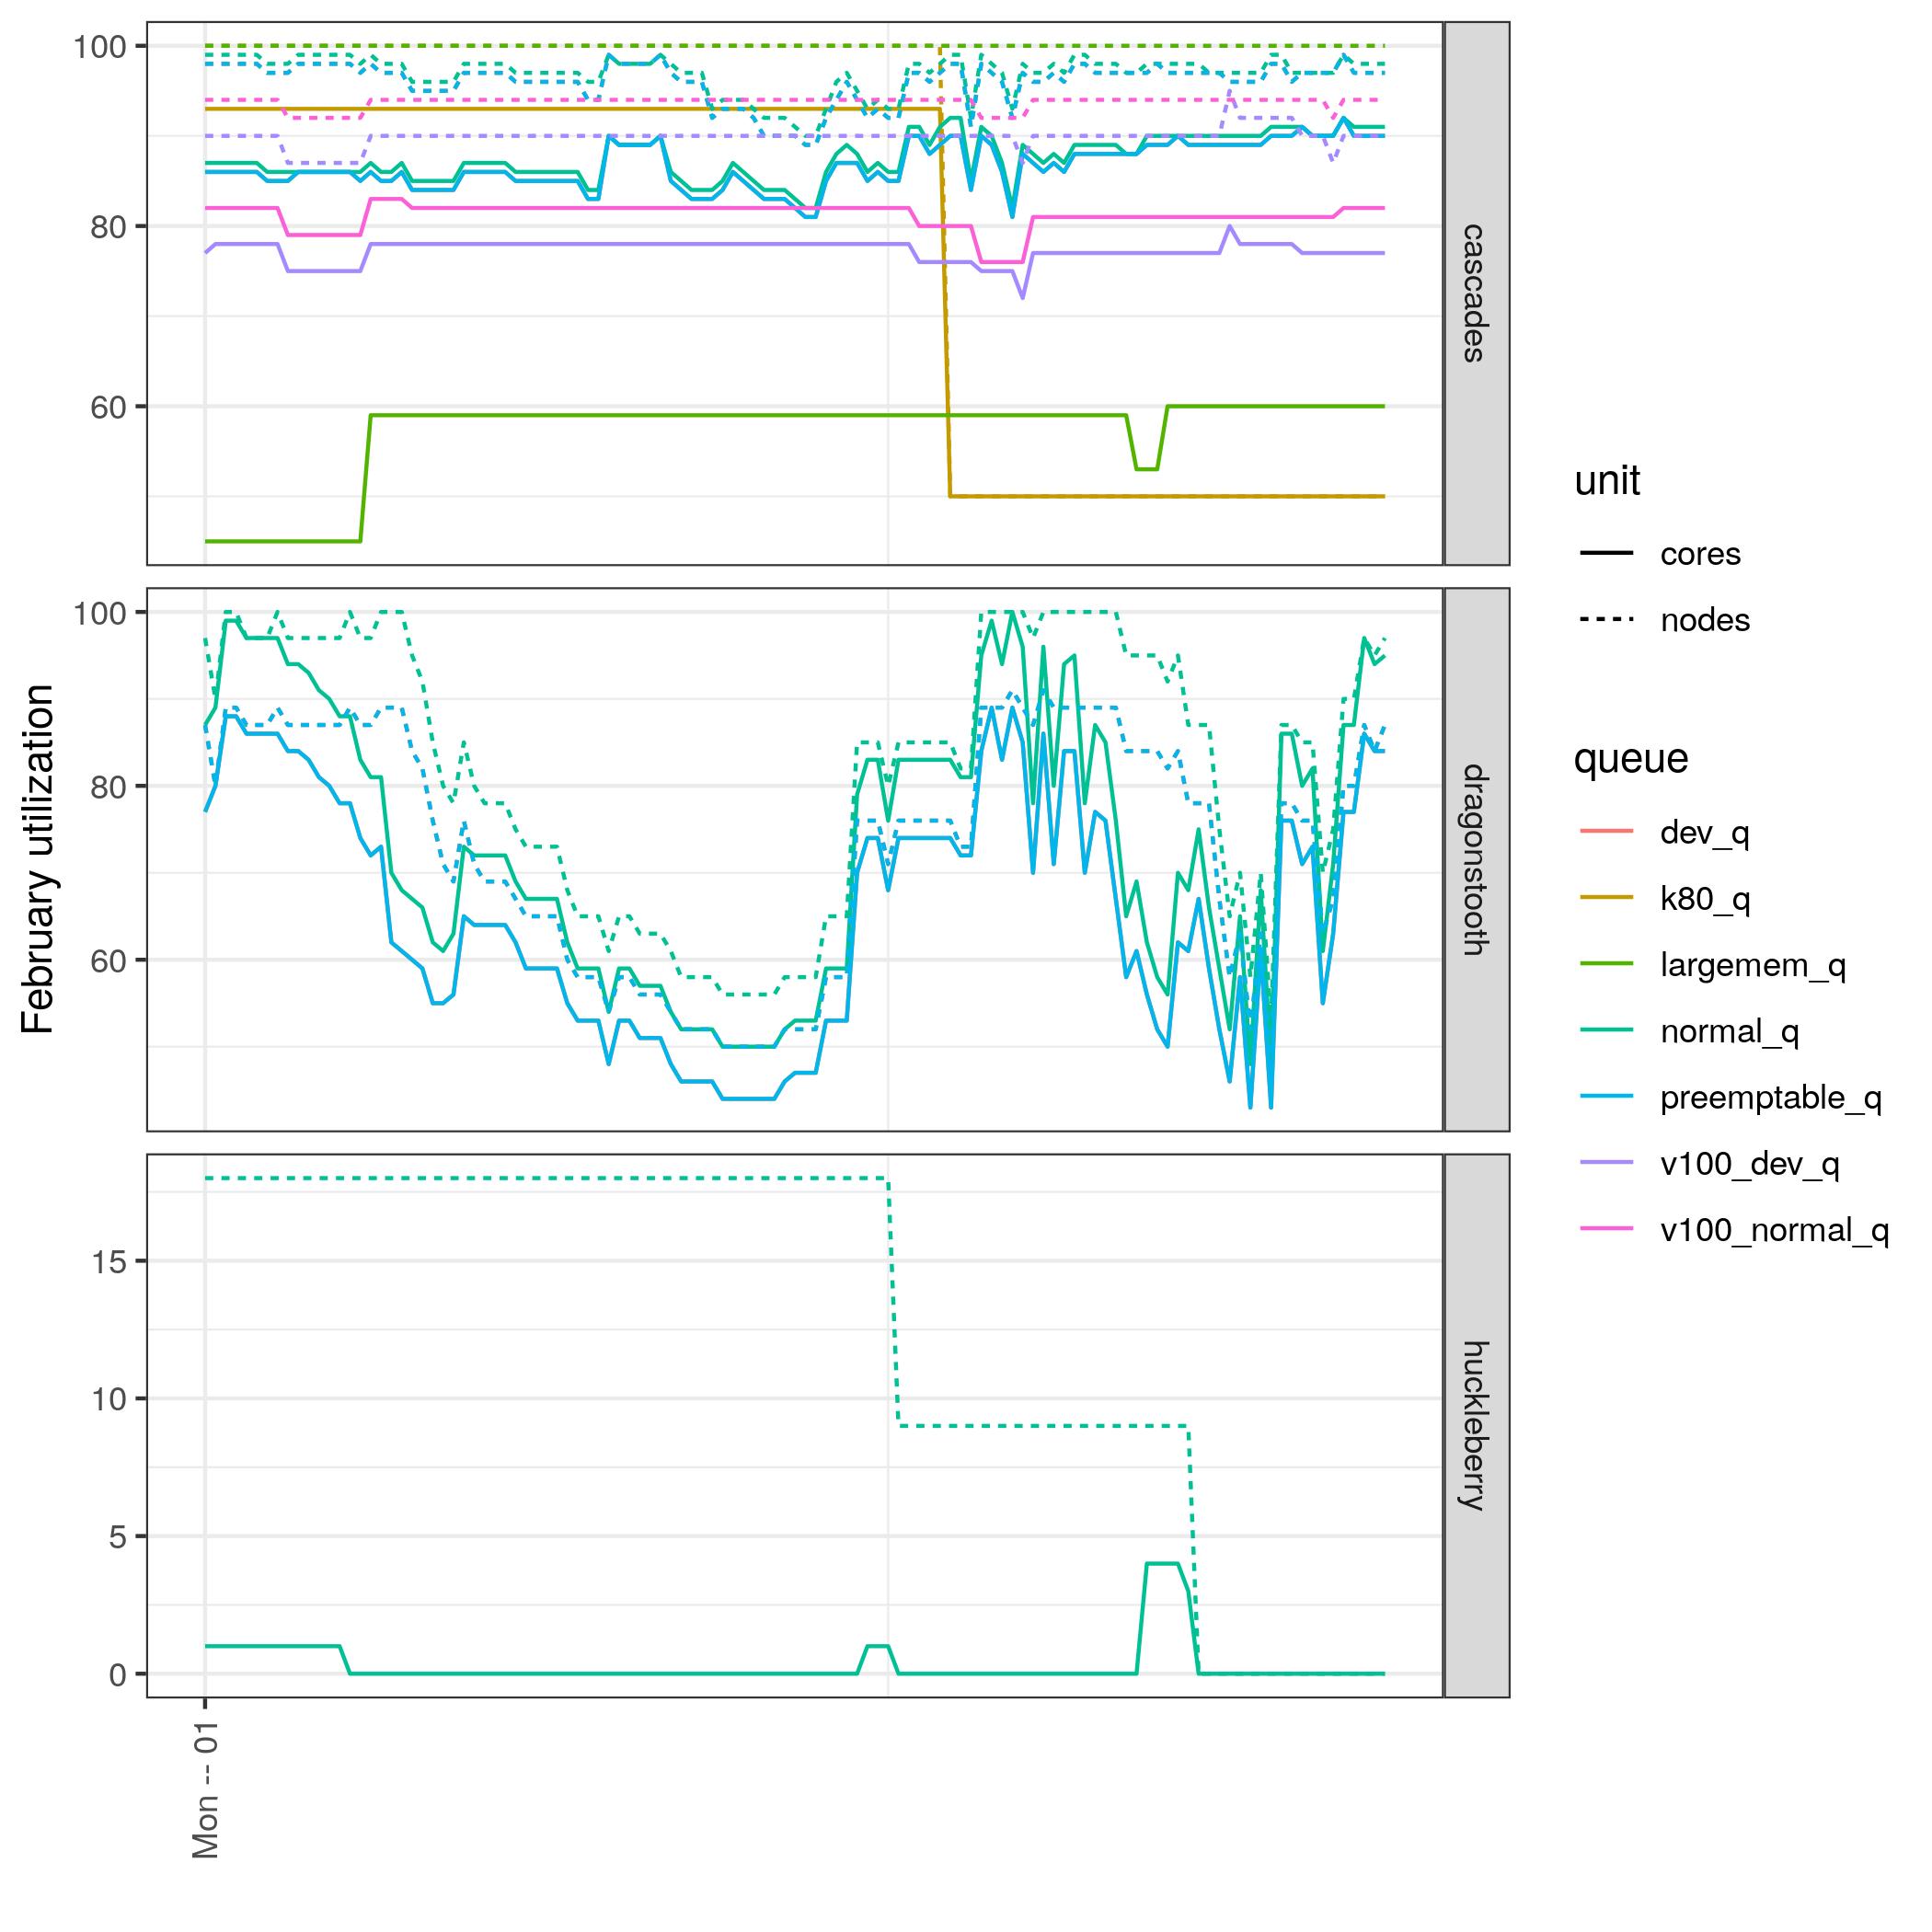 100
80
60
cascades
100
80
60
dragonstooth
15
10
5
0
huckleberry
Mon -- 01
February utilization
unit
cores
nodes
queue
dev_q
k80_q
largemem_q
normal_q
preemptable_q
v100_dev_q
v100_normal_q